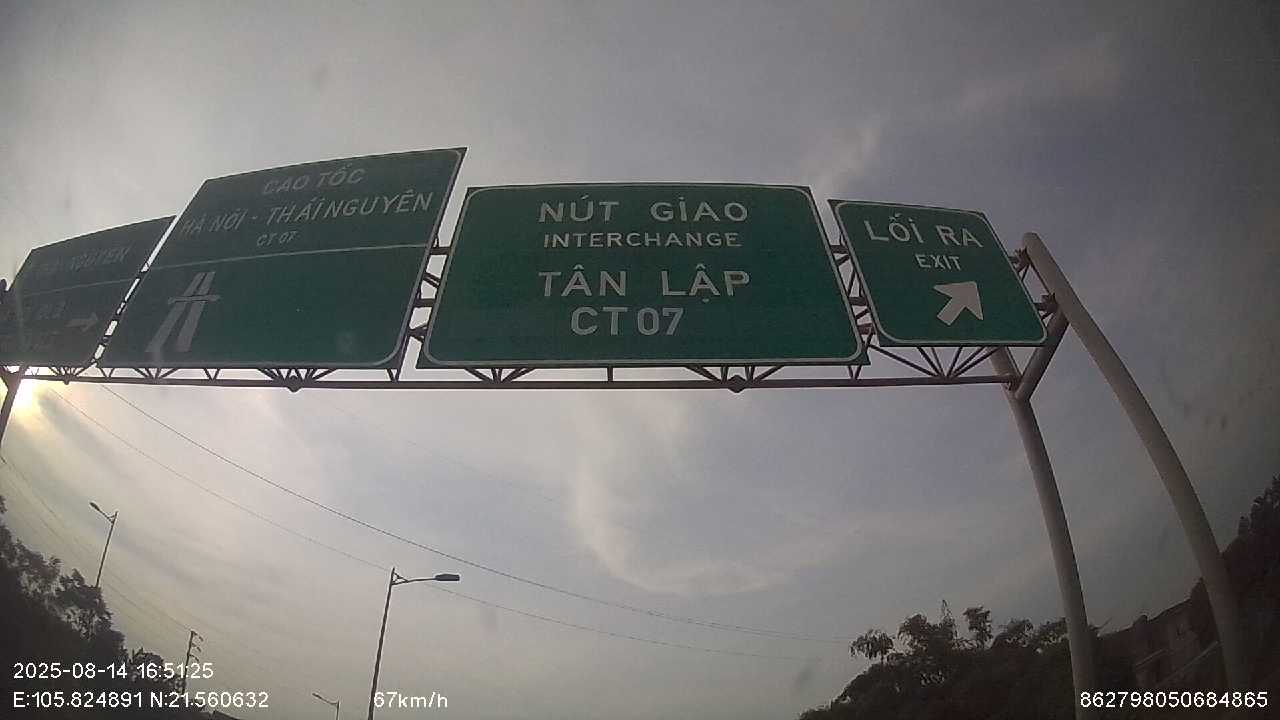 CAO TỐC
HÀ NỘI - THÁI NGUYÊN
CT 07
NÚT GIAO
INTERCHANGE
TÂN LẬP
CT 07
LỐI RA
EXIT
2025-08-14 16:51:25
E:105.824891 N:21.560632
67km/h
862798050684865